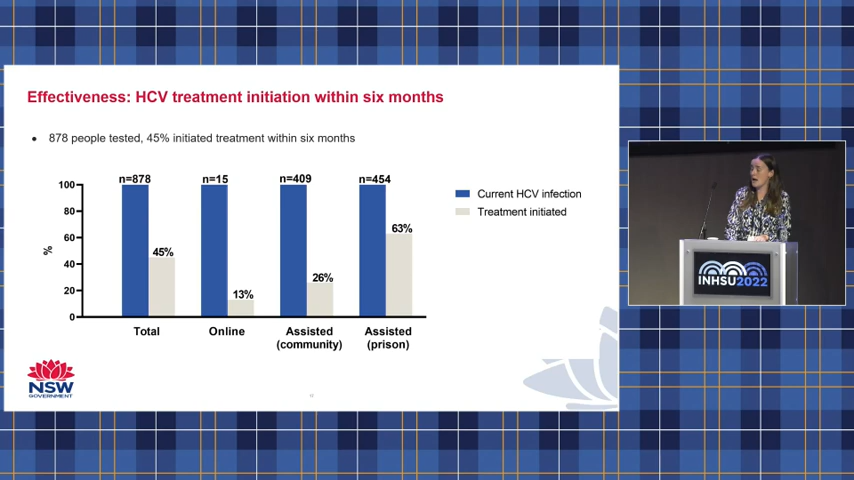 Effectiveness: HCV treatment initiation within six months
• 878 people tested, 45% initiated treatment within six months
n=878
n=15
n=409
n=454
100
80
60
40
20
0
%
45%
13%
26%
63%
Current HCV infection
Treatment initiated
Total
Online
Assisted
(community)
Assisted
(prison)
NSW
GOVERNMENT
INHSU2022